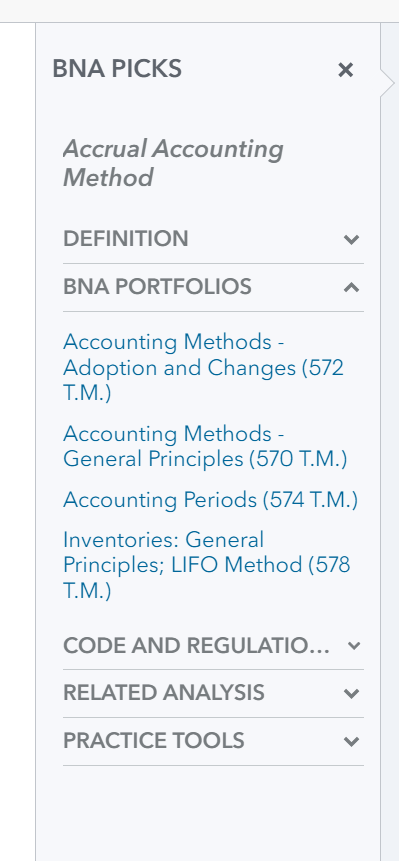 BNA PICKS
Accrual Accounting
Method
DEFINITION
BNA PORTFOLIOS
Accounting Methods -
Adoption and Changes (572
T.M.)
Accounting Methods -
General Principles (570 T.M.)
Accounting Periods (574 T.M.)
Inventories: General
Principles; LIFO Method (578
T.M.)
CODE AND REGULATIO...
RELATED ANALYSIS
PRACTICE TOOLS